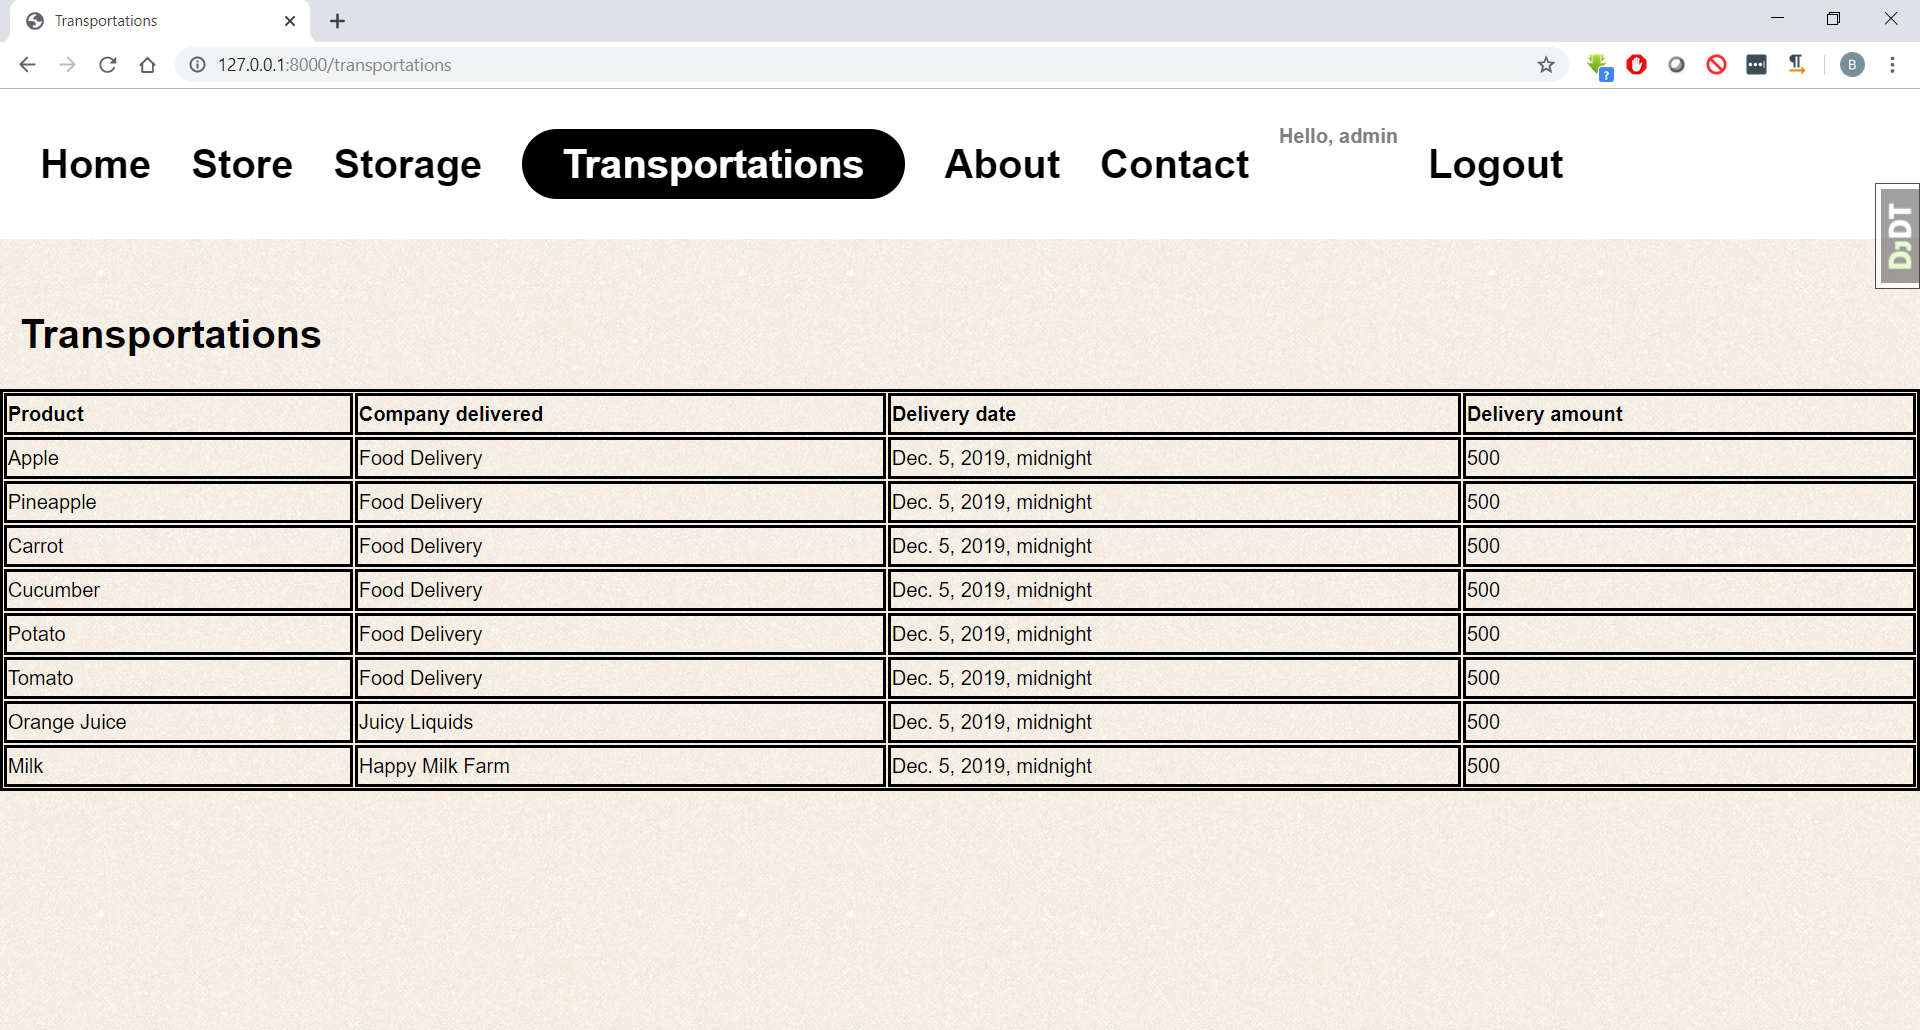 Transportations
127.0.0.1:8000/transportations
?
B
Home Store Storage Transportations About Contact Hello, admin Logout
DJDT
Transportations
Product Company delivered Delivery date Delivery amount
Apple Food Delivery Dec. 5, 2019, midnight 500
Pineapple Food Delivery Dec. 5, 2019, midnight 500
Carrot Food Delivery Dec. 5, 2019, midnight 500
Cucumber Food Delivery Dec. 5, 2019, midnight 500
Potato Food Delivery Dec. 5, 2019, midnight 500
Tomato Food Delivery Dec. 5, 2019, midnight 500
Orange Juice Juicy Liquids Dec. 5, 2019, midnight 500
Milk Happy Milk Farm Dec. 5, 2019, midnight 500